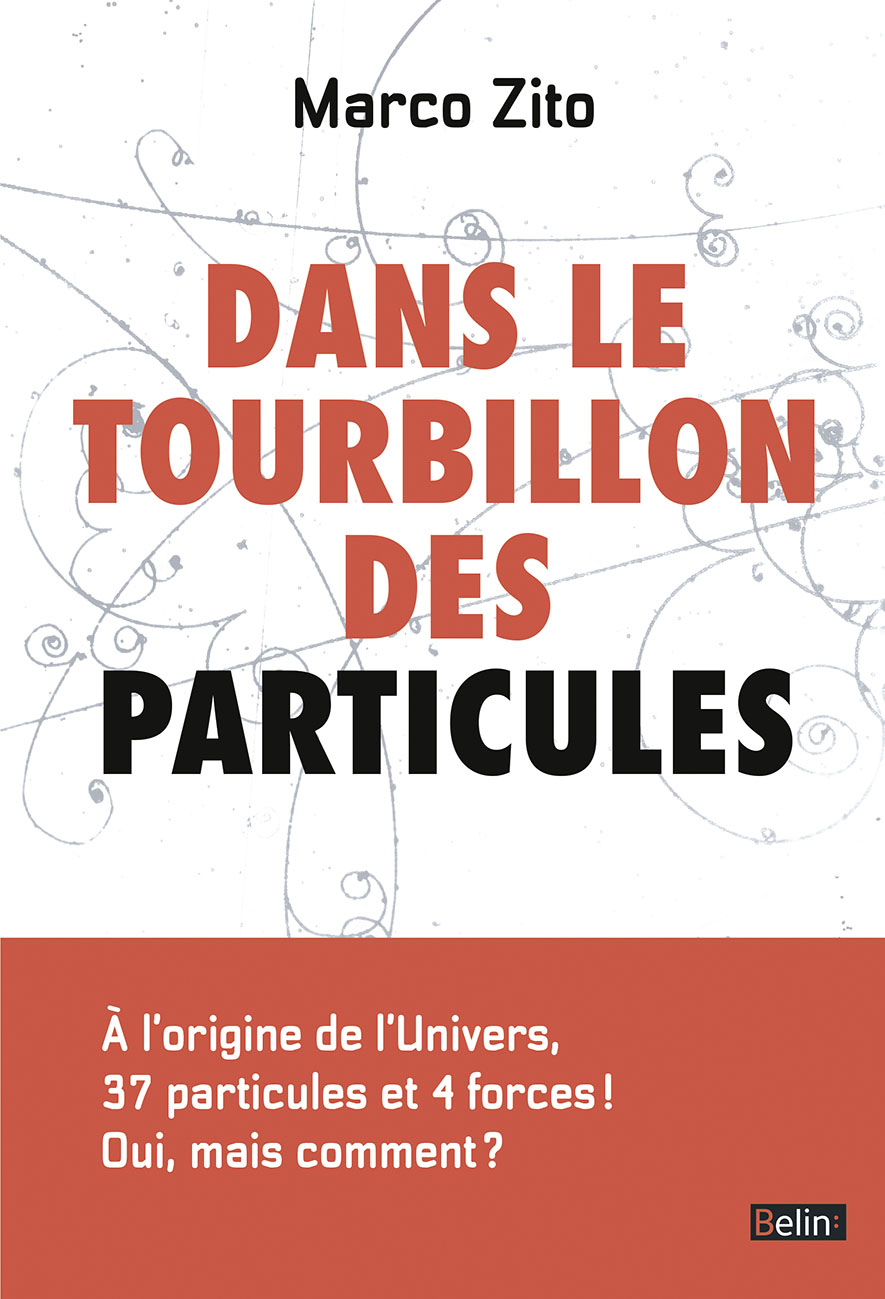 Marco Zito
DANS LE
TOURBILLON
DES
PARTICULES
À l'origine de l'Univers,
37 particules et 4 forces !
Oui, mais comment ?
Belin: